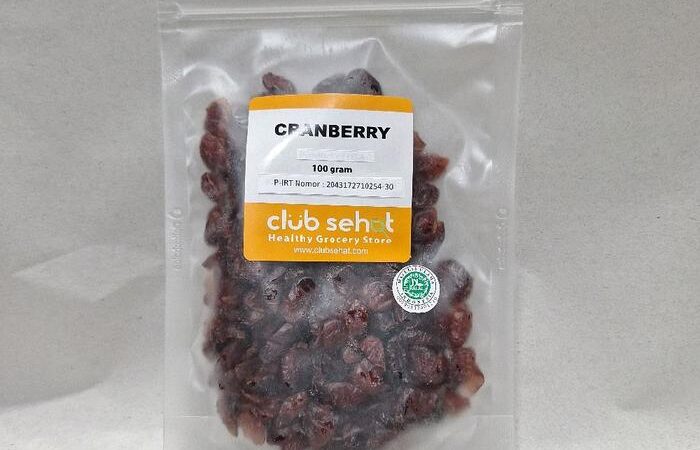 CRANBERRY
100 gram
P-IRT Nomor : 2043172710254-30
club sehat
Healthy Grocery Store
www.clubsehat.com